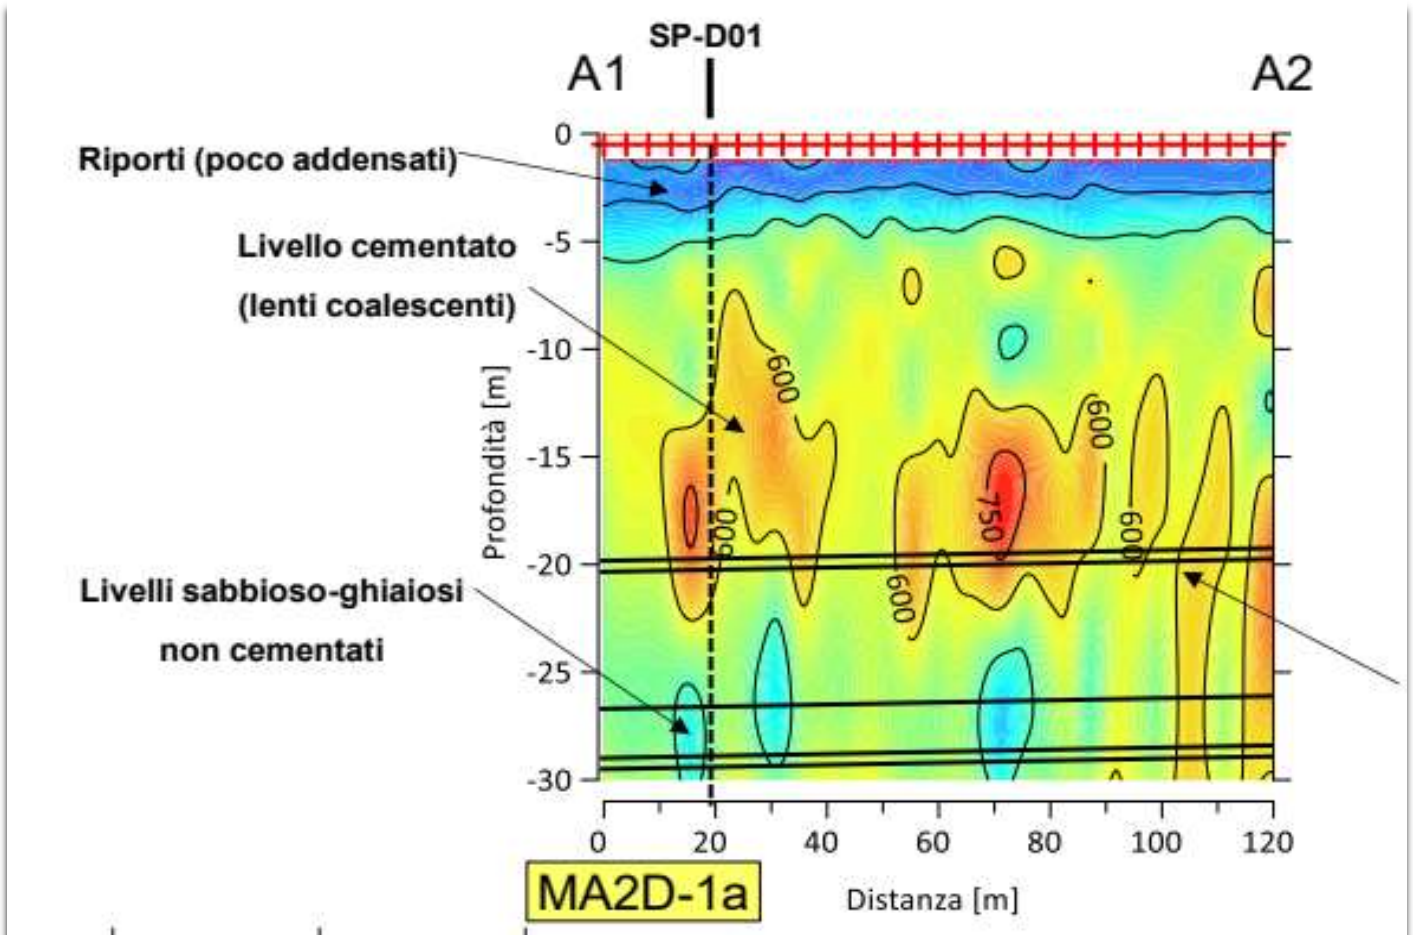 SP-D01
A1
A2
0
Riporti (poco addensati)
Livello cementato
(lenti coalescenti)
-5
-10
600
600
Profondità [m]
-15
750
600
600
-20
600
Livelli sabbioso-ghiaiosi
non cementati
-25
-30
0 20 40 60 80 100 120
MA2D-1a
Distanza [m]